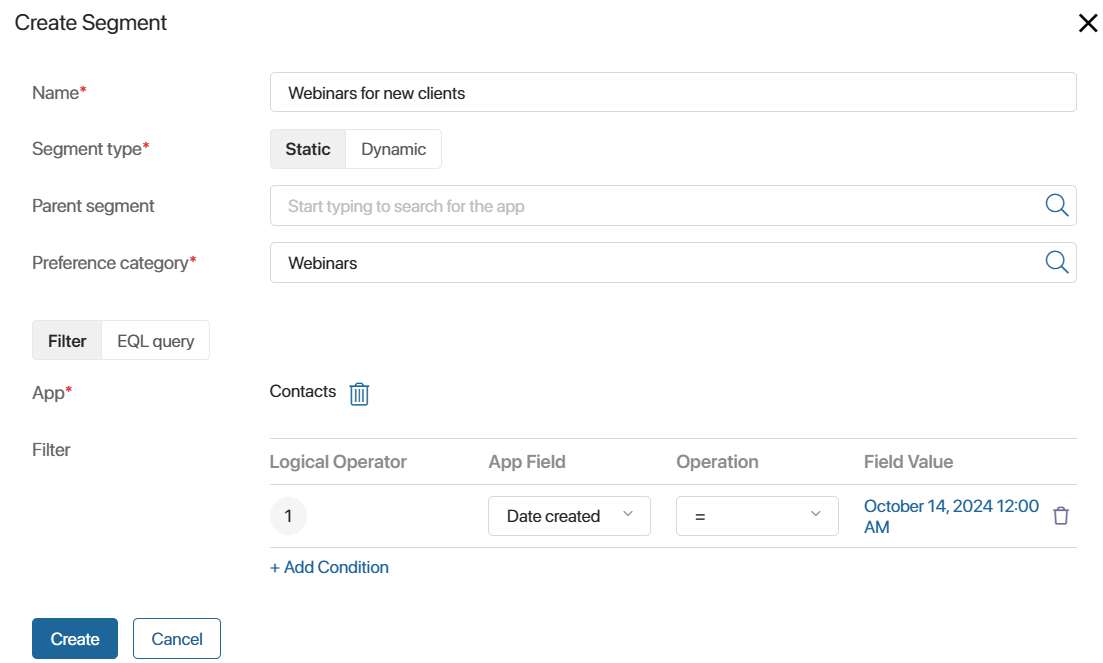 Create Segment
Name*
Webinars for new clients
Segment type*
Static Dynamic
Parent segment
Start typing to search for the app
Preference category*
Webinars
Filter EQL query
App*
Contacts
Filter
Logical Operator App Field Operation Field Value
1 Date created = October 14, 2024 12:00
AM
+ Add Condition
Create Cancel